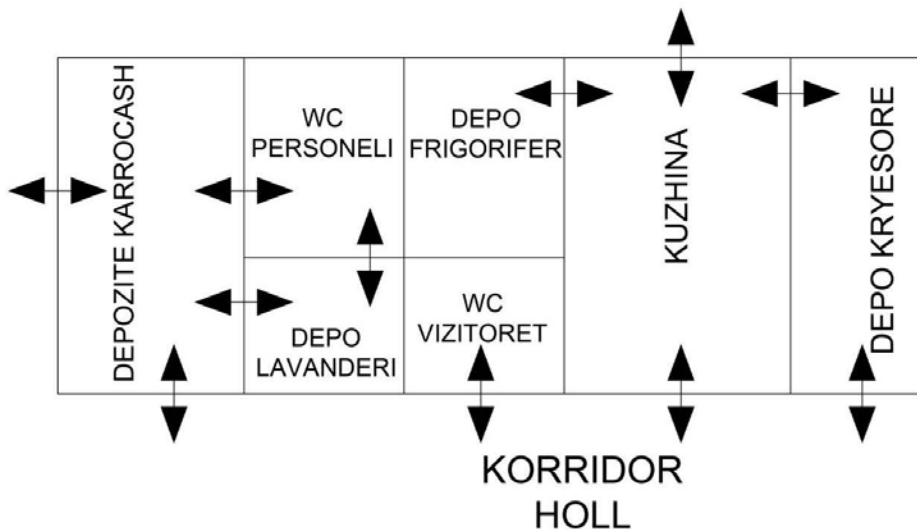 DEPOZITE KARROCASH
WC
PERSONELI
DEPO
FRIGORIFER
KUZHINA
DEPO KRYESORE
DEPO
LAVANDERI
WC
VIZITORET
KORRIDOR
HOLL